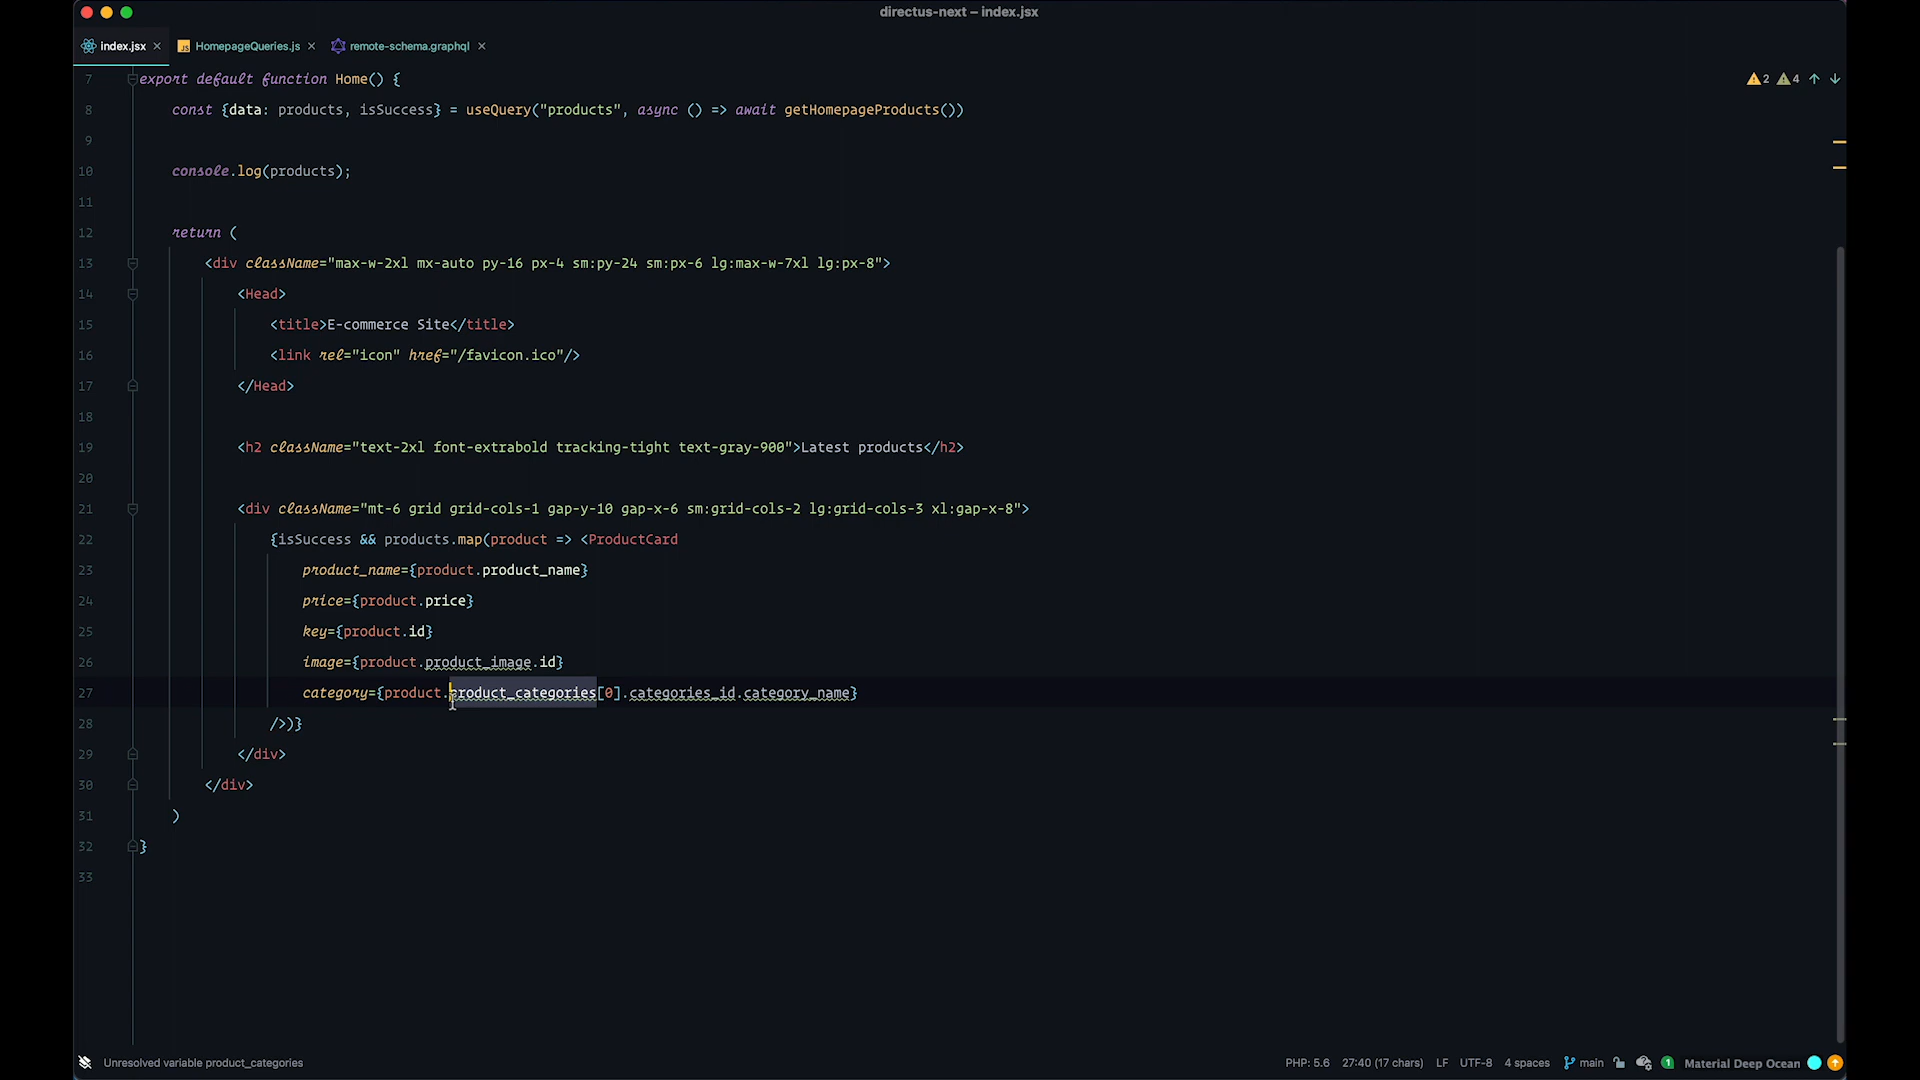 directus-next – index.jsx
index.jsx
HomepageQueries.js
remote-schema.graphql
7 export default function Home() {
2 4
8 const {data: products, isSuccess} = useQuery("products", async () => await getHomepageProducts())
9
10 console.log(products);
11
12 return (
13 <div className="max-w-2xl mx-auto py-16 px-4 sm:py-24 sm:px-6 lg:max-w-7xl lg:px-8">
14 <Head>
15 <title>E-commerce Site</title>
16 <link rel="icon" href="/favicon.ico"/>
17 </Head>
18
19 <h2 className="text-2xl font-extrabold tracking-tight text-gray-900">Latest products</h2>
20
21 <div className="mt-6 grid grid-cols-1 gap-y-10 gap-x-6 sm:grid-cols-2 lg:grid-cols-3 xl:gap-x-8">
22 {isSuccess && products.map(product => <ProductCard
23 product_name={product.product_name}
24 price={product.price}
25 key={product.id}
26 image={product.product_image.id}
27 category={product.product_categories[0].categories_id.category_name}
28 />)}
29 </div>
30 </div>
31 )
32 }
33
Unresolved variable product_categories
PHP: 5.6 27:40 (17 chars) LF UTF-8 4 spaces main 1 Material Deep Ocean